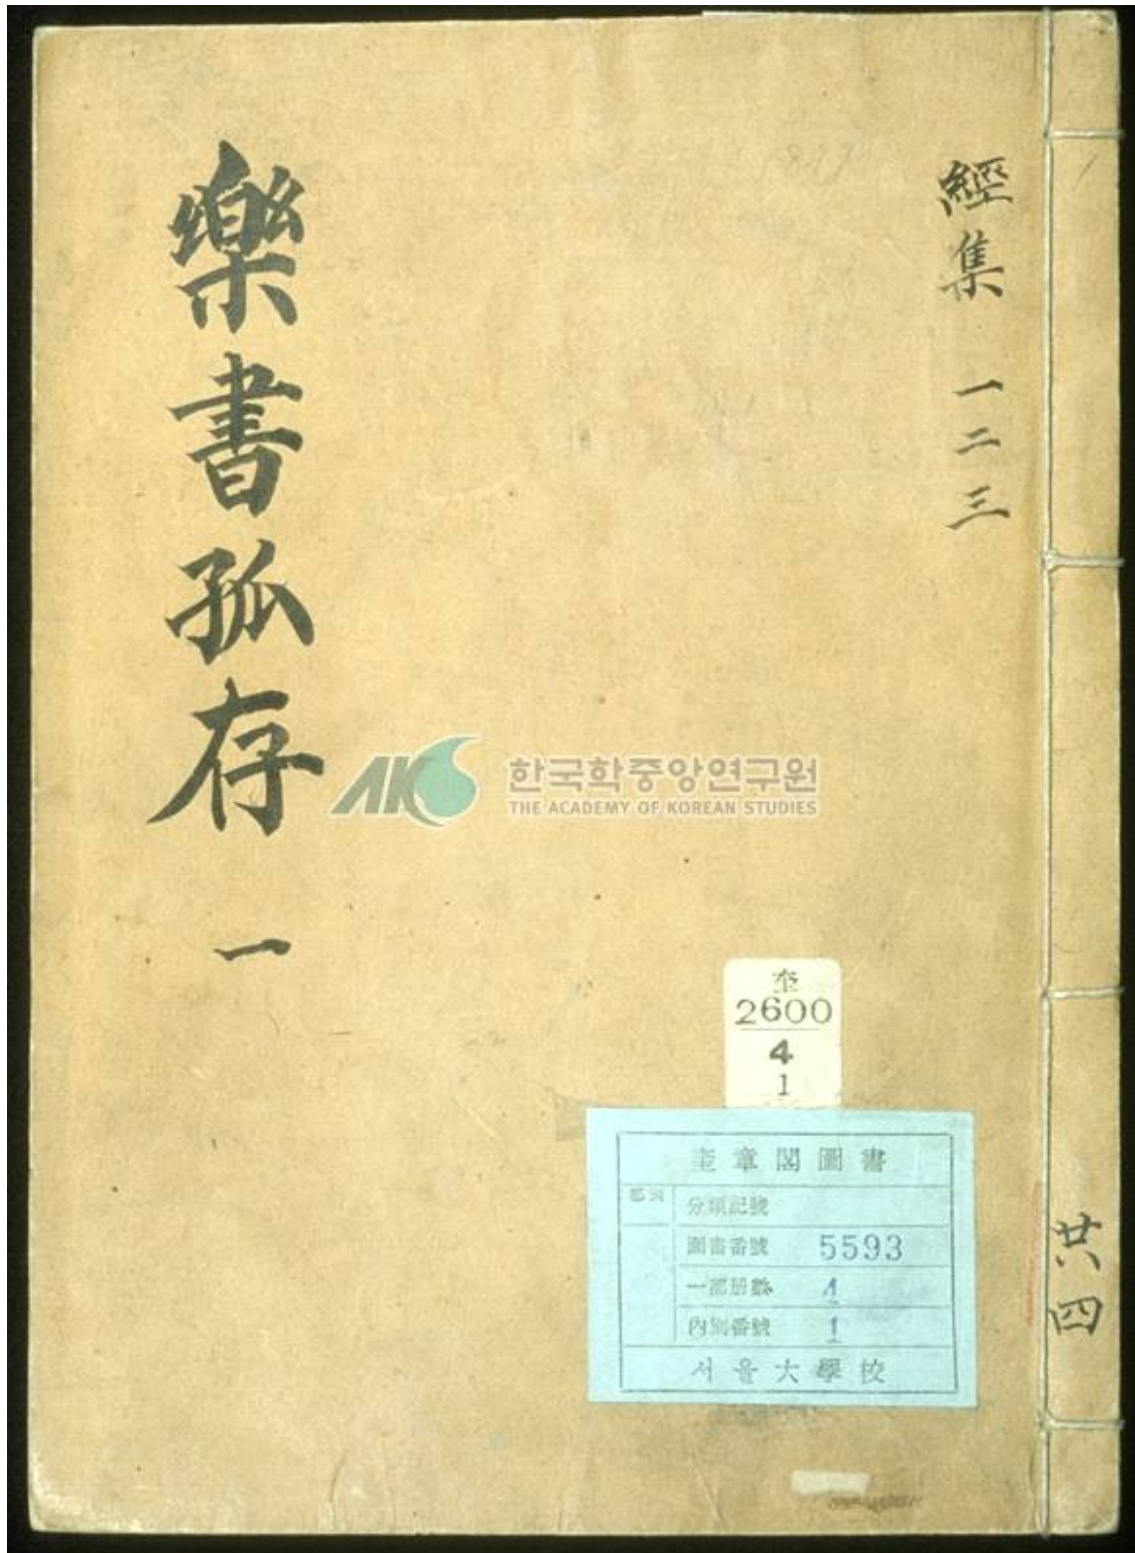 樂書孤存 一
經集 一二三
한국학중앙연구원
THE ACADEMY OF KOREAN STUDIES
奎
2600
4
1
奎章閣圖書
部別
分類記號
圖書番號 5593
一部册數 4
內別番號 1
서울大學校
共四